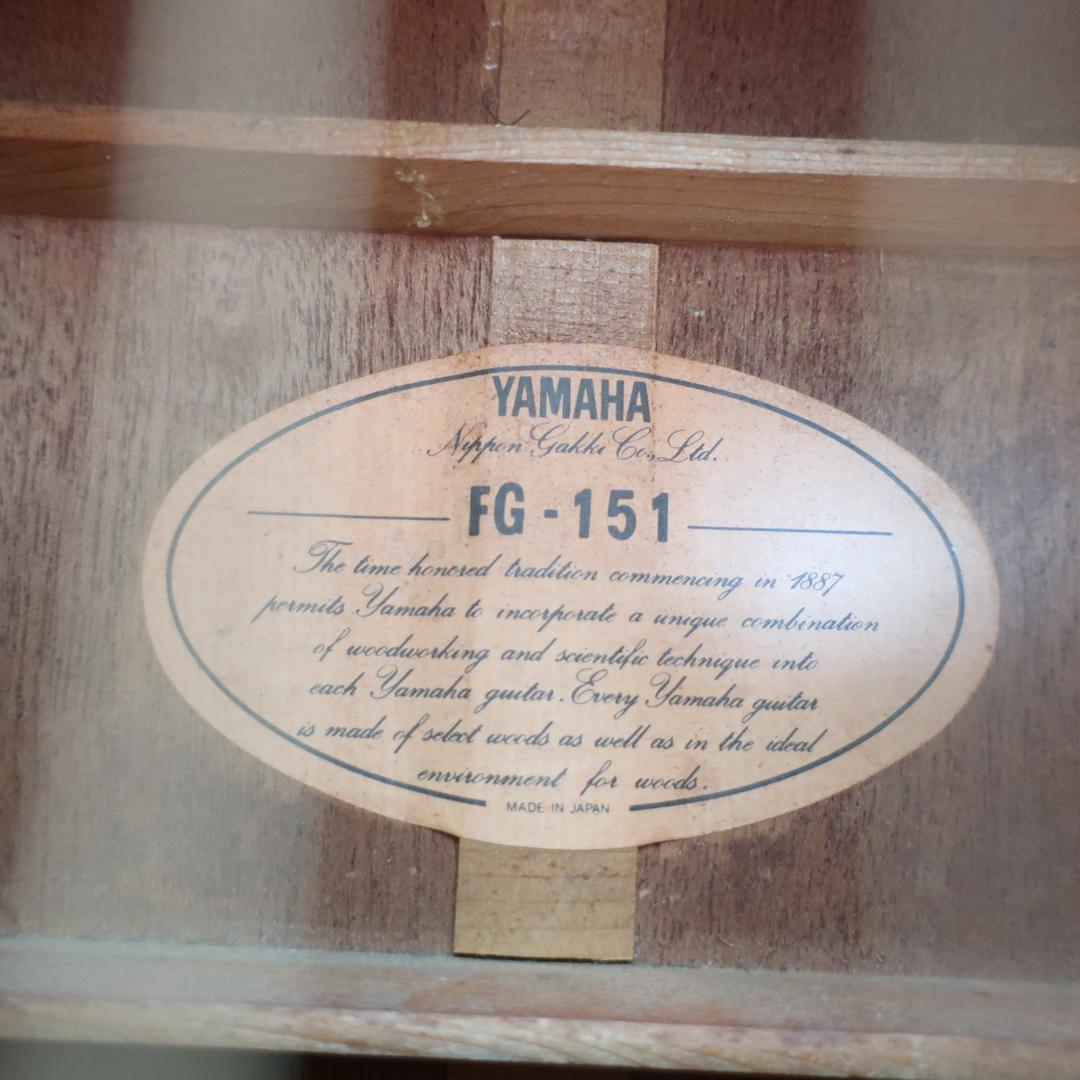 YAMAHA
Nippon Gakki Co., Ltd.
FG-151
The time honored tradition commencing in 1887
permits Yamaha to incorporate a unique combination
of woodworking and scientific technique into
each Yamaha guitar. Every Yamaha guitar
is made of select woods as well as in the ideal
environment for woods.
MADE IN JAPAN